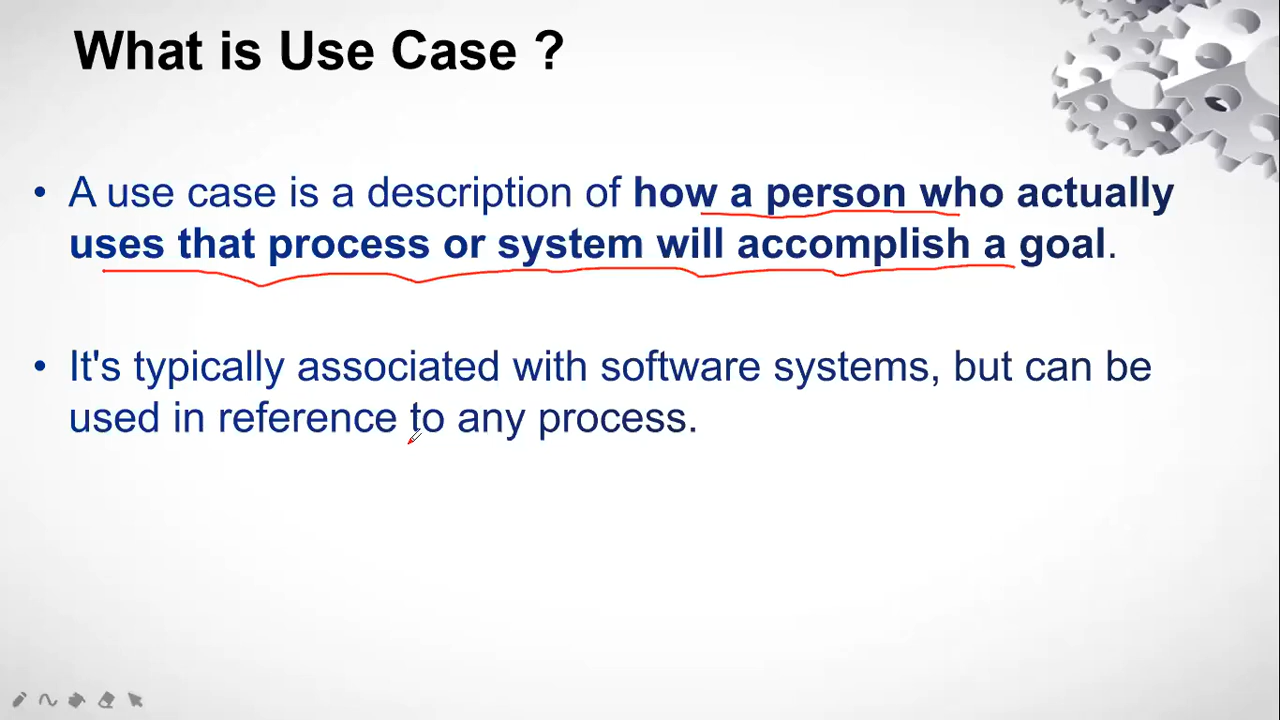 What is Use Case ?
• A use case is a description of how a person who actually
uses that process or system will accomplish a goal.
• It's typically associated with software systems, but can be
used in reference to any process.